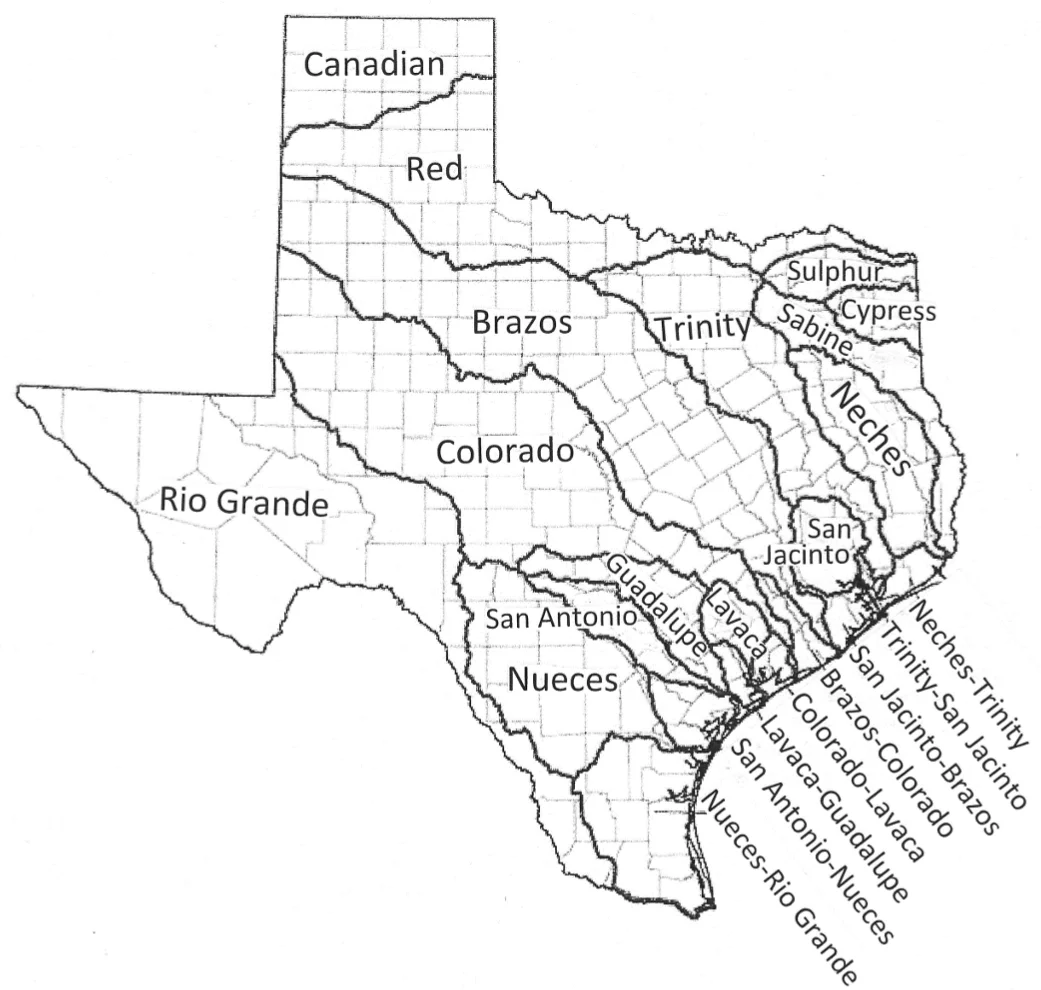 Canadian
Red
Sulphur
Cypress
Brazos
Trinity
Sabine
Neches
Colorado
Rio Grande
San
Jacinto
Guadalupe
Lavaca
San Antonio
Nueces
Neches-Trinity
Trinity-San Jacinto
San Jacinto-Brazos
Brazos-Colorado
Colorado-Lavaca
Lavaca-Guadalupe
San Antonio-Nueces
Nueces-Rio Grande